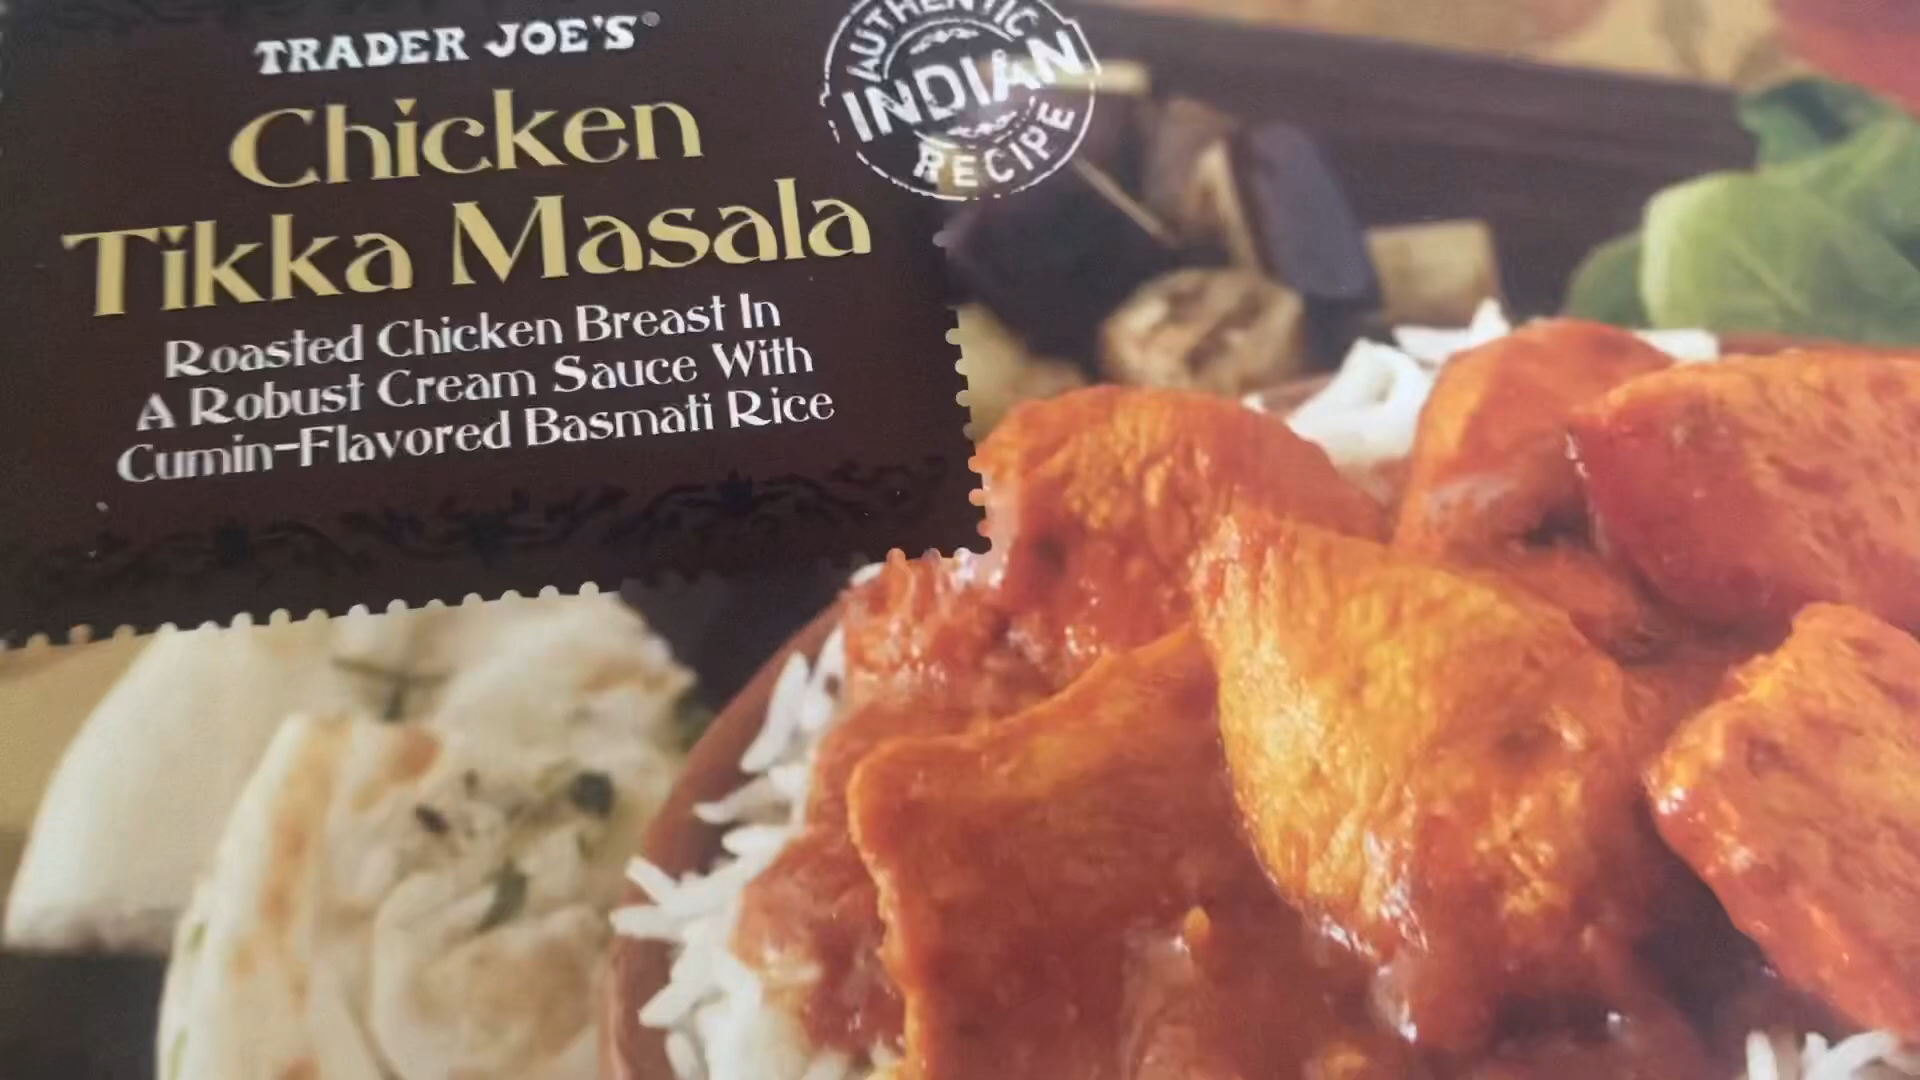 TRADER JOE'S®
Chicken
Tikka Masala
Roasted Chicken Breast In
A Robust Cream Sauce With
Cumin-Flavored Basmati Rice
AUTHENTIC
INDIAN
RECIPE